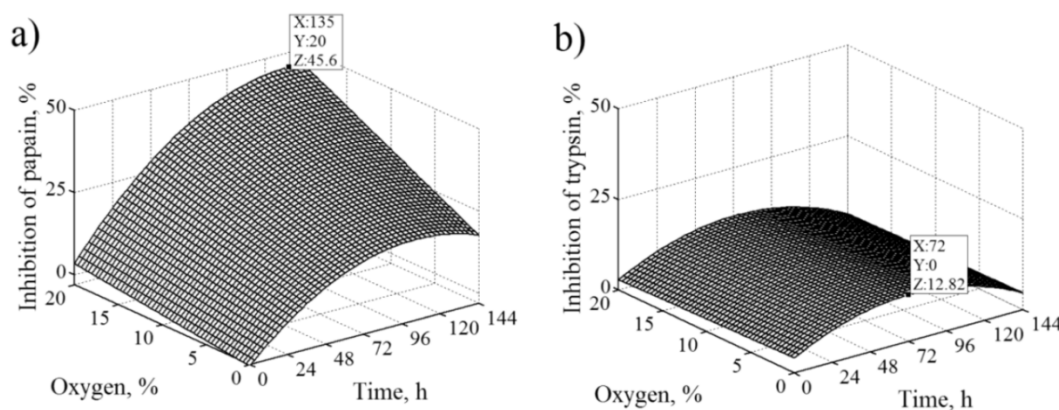 a)
X:135
Y:20
Z:45.6
Inhibition of papain, %
50
25
0
20
15
10
5
0
0
24
48
72
96
120
144
Oxygen, %
Time, h
b)
X:72
Y:0
Z:12.82
Inhibition of trypsin, %
50
25
0
20
15
10
5
0
0
24
48
72
96
120
144
Oxygen, %
Time, h